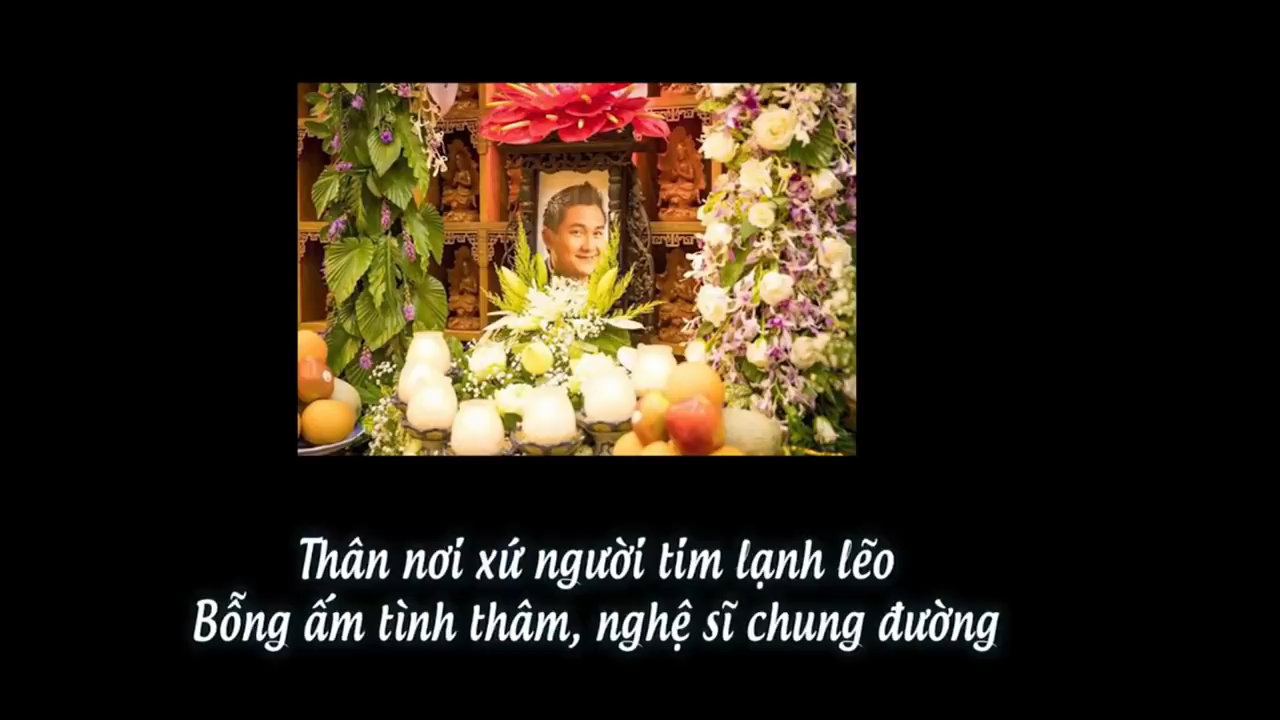 Thân nơi xứ người tim lạnh lẽo
Bỗng ấm tình thâm, nghệ sĩ chung đường